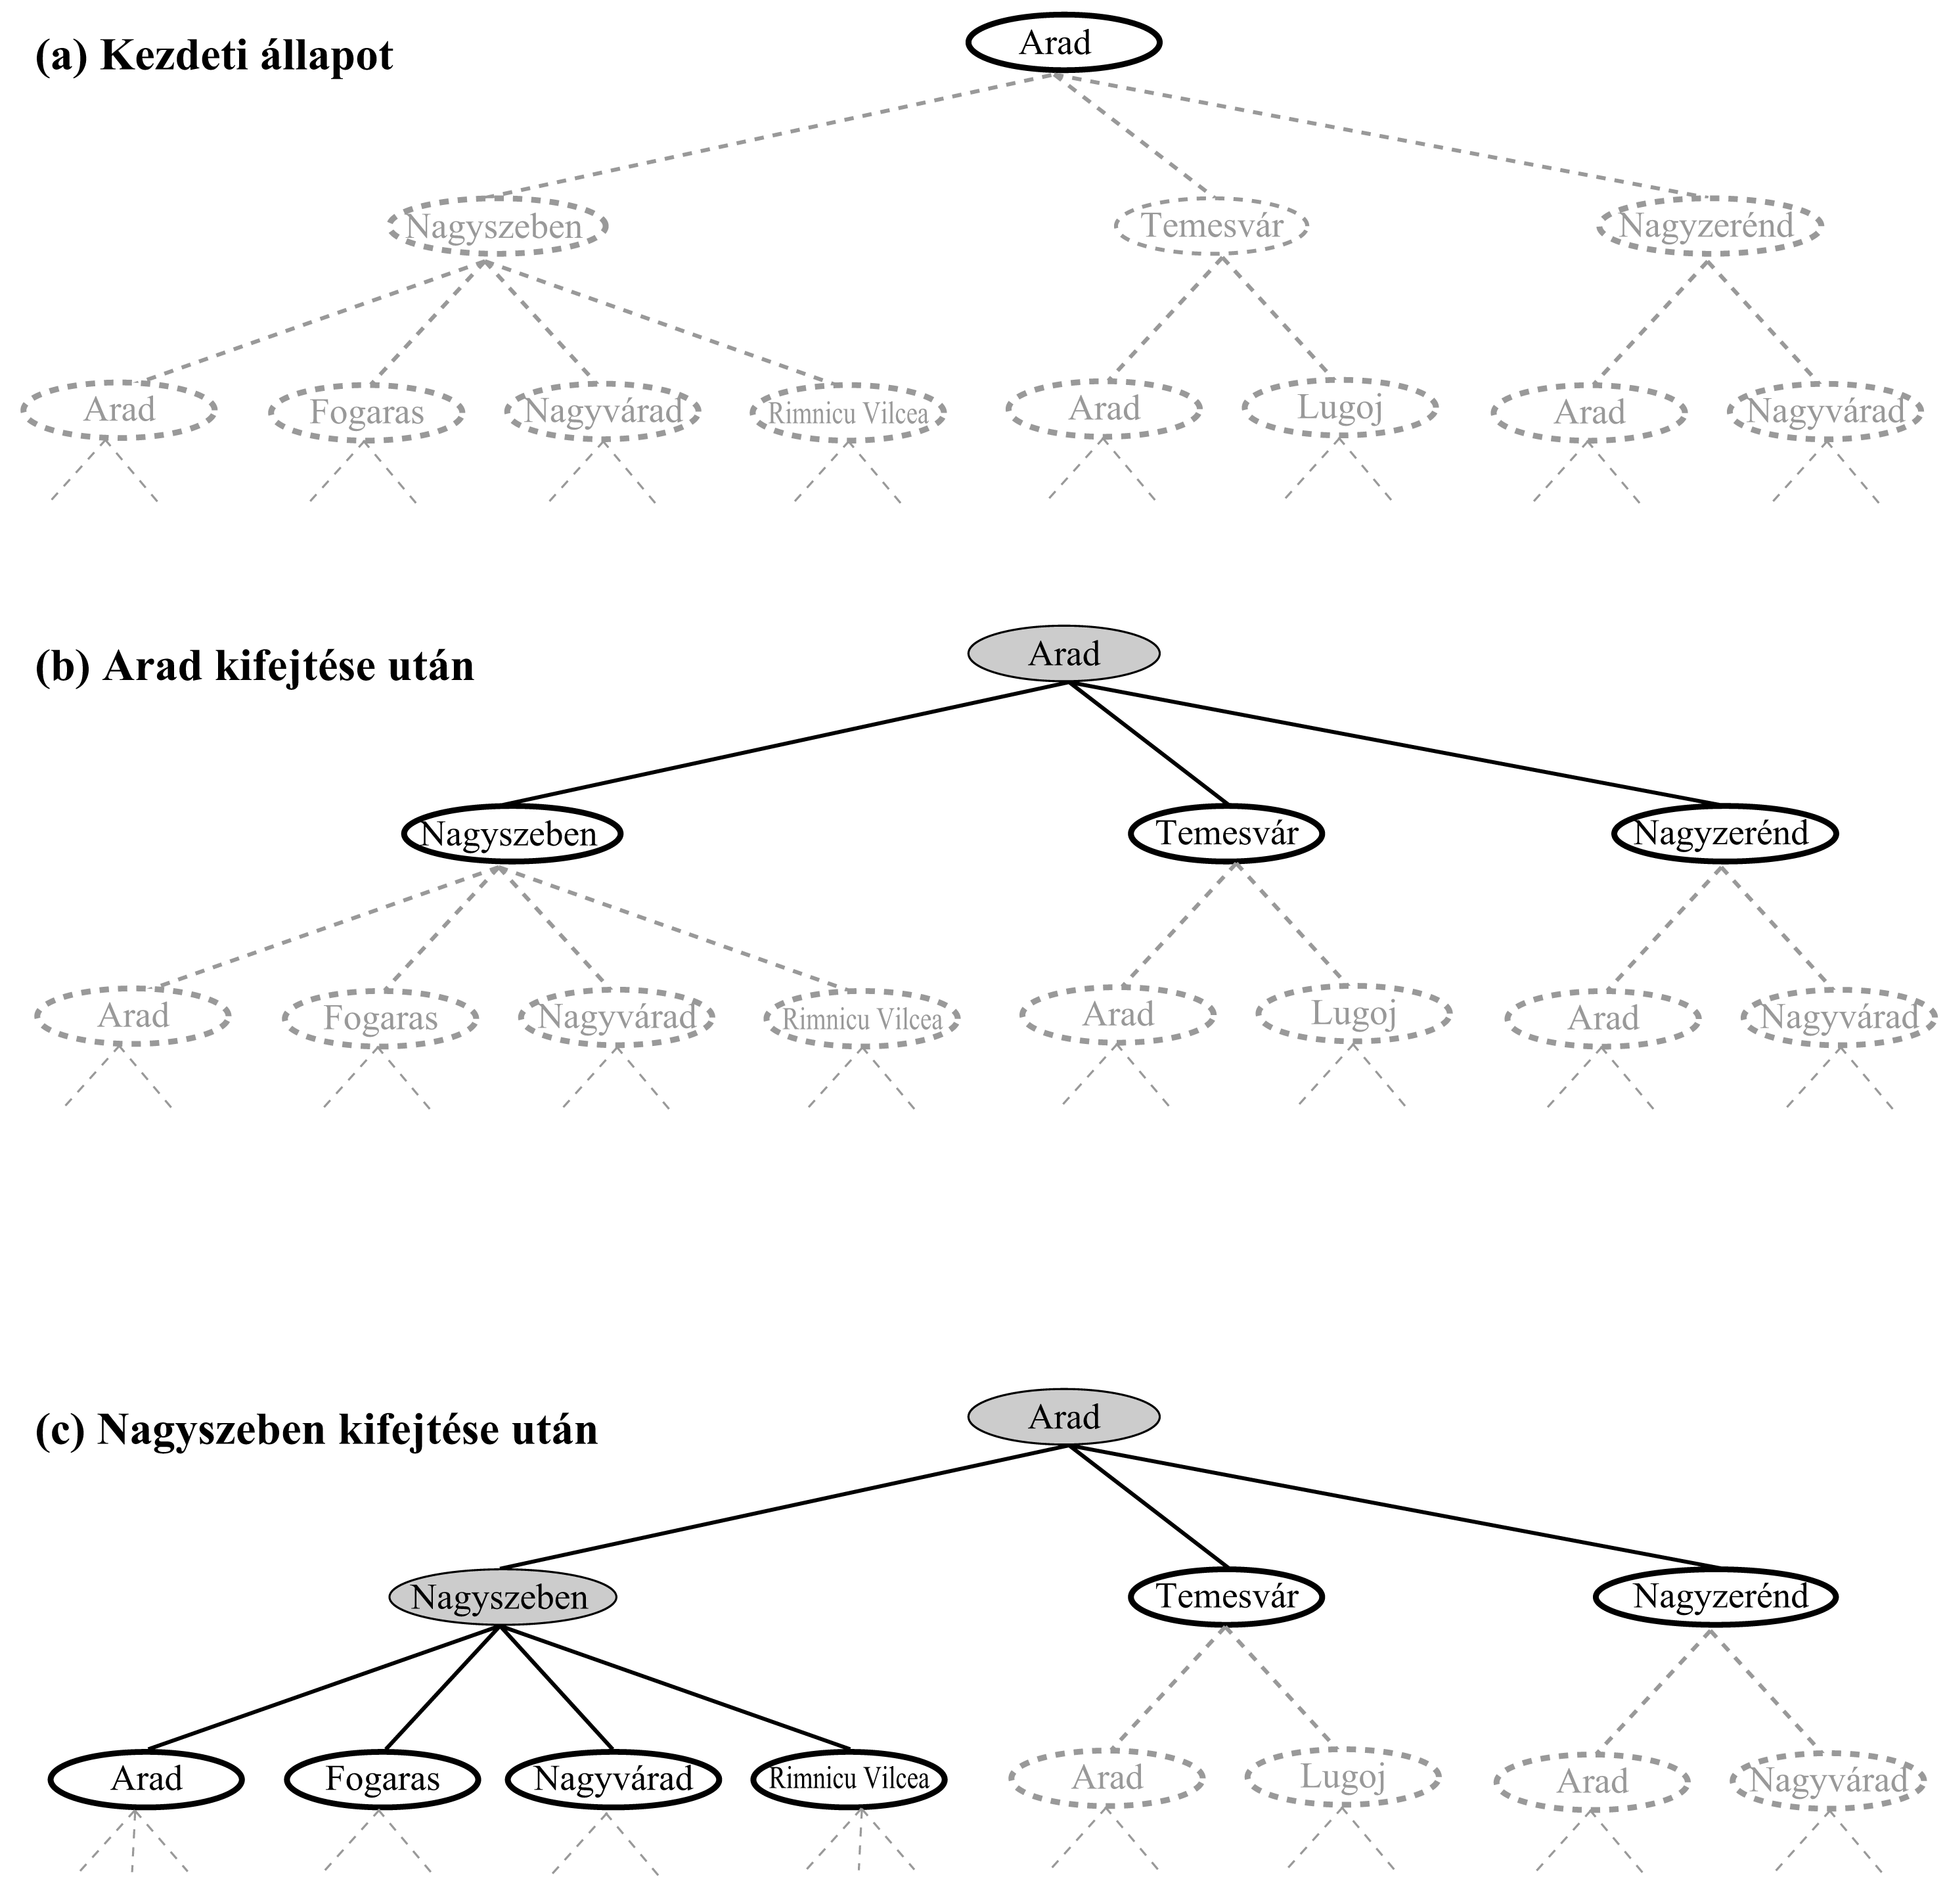 (a) Kezdeti állapot
Arad
Nagyszeben
Temesvár
Nagyzerénd
Arad
Fogaras
Nagyvárad
Rimnicu Vilcea
Arad
Lugoj
Arad
Nagyvárad
(b) Arad kifejtése után
Arad
Nagyszeben
Temesvár
Nagyzerénd
Arad
Fogaras
Nagyvárad
Rimnicu Vilcea
Arad
Lugoj
Arad
Nagyvárad
(c) Nagyszeben kifejtése után
Arad
Nagyszeben
Temesvár
Nagyzerénd
Arad
Fogaras
Nagyvárad
Rimnicu Vilcea
Arad
Lugoj
Arad
Nagyvárad